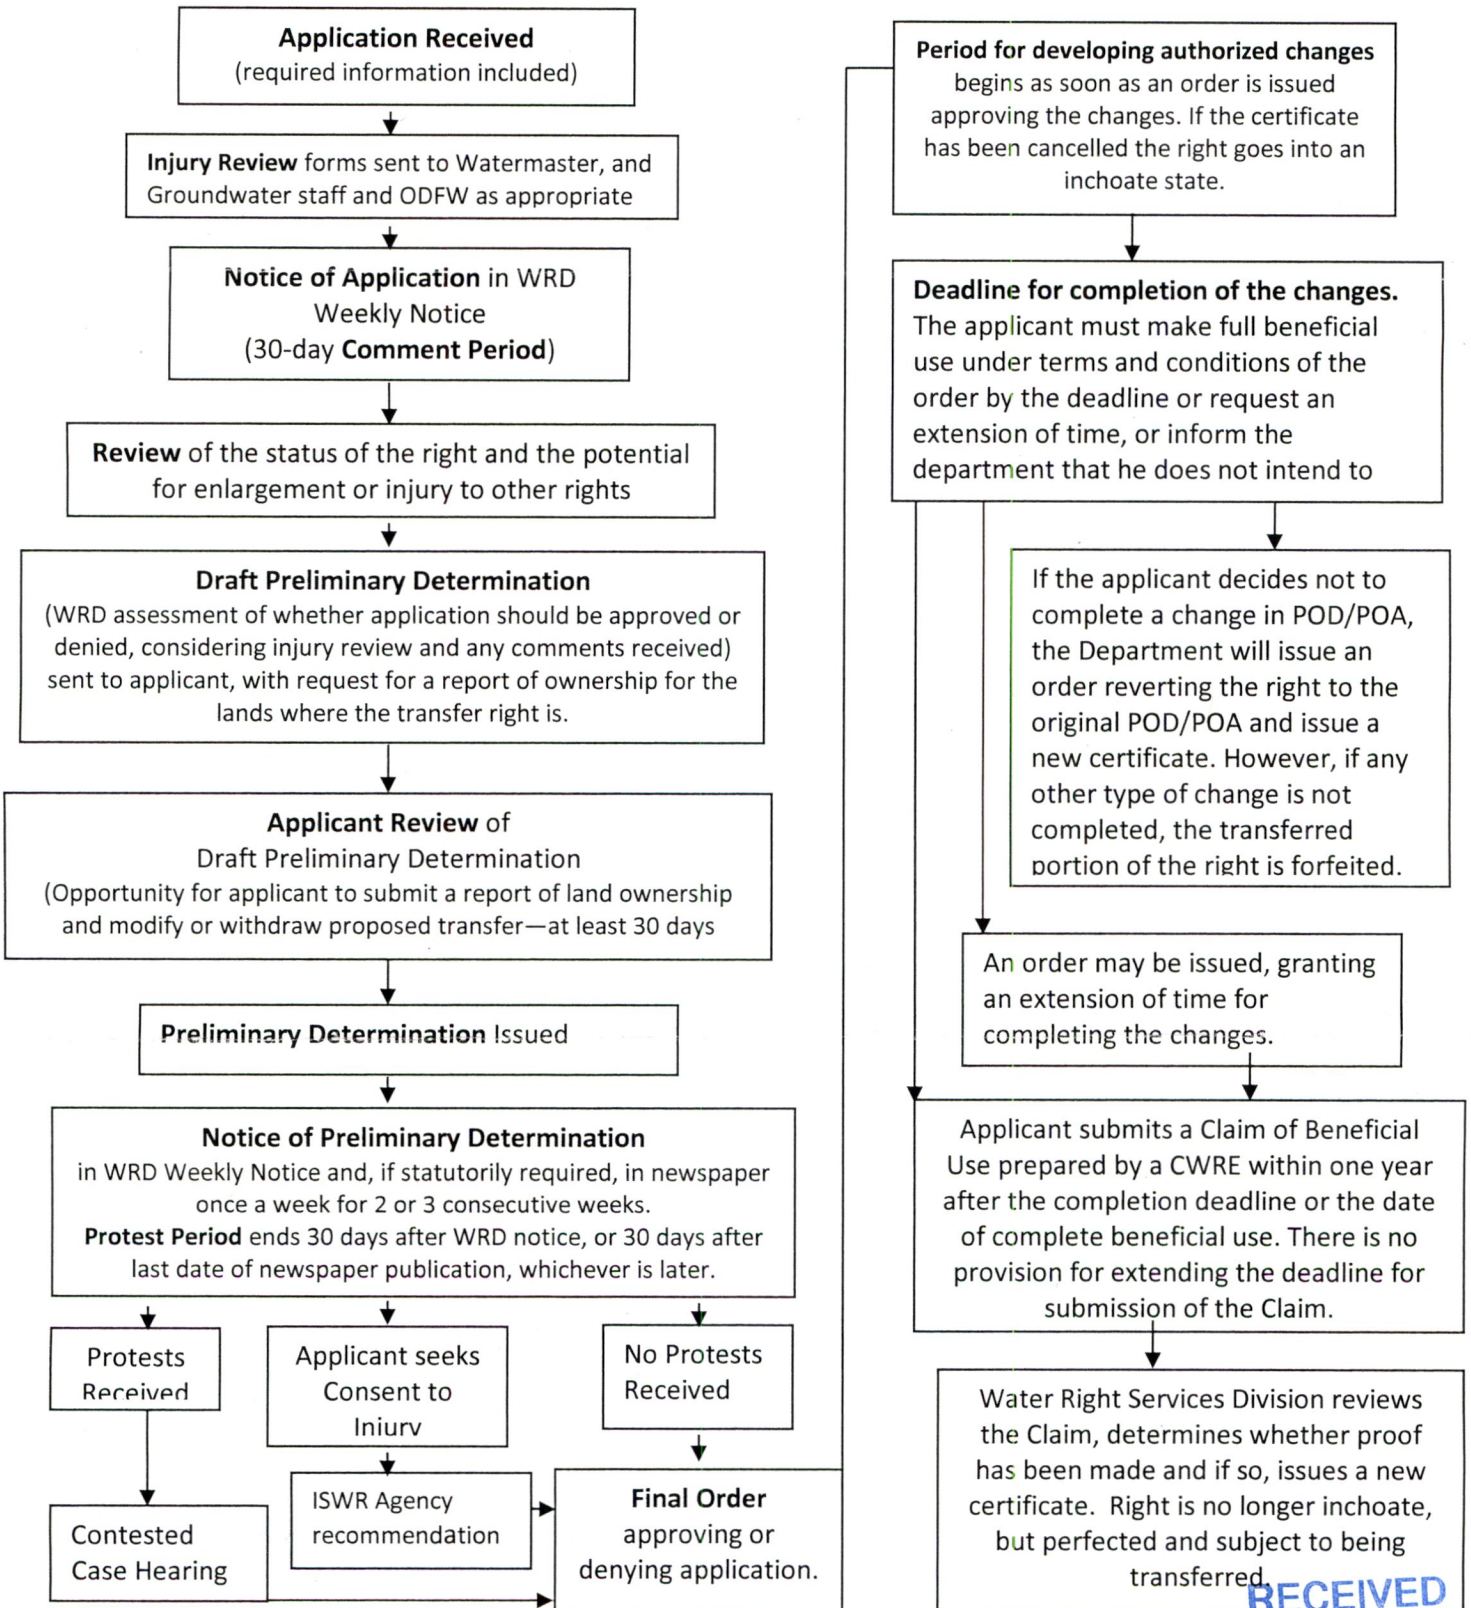 Application Received
(required information included)
Injury Review forms sent to Watermaster, and
Groundwater staff and ODFW as appropriate
Notice of Application in WRD
Weekly Notice
(30-day Comment Period)
Review of the status of the right and the potential
for enlargement or injury to other rights
Draft Preliminary Determination
(WRD assessment of whether application should be approved or
denied, considering injury review and any comments received)
sent to applicant, with request for a report of ownership for the
lands where the transfer right is.
Applicant Review of
Draft Preliminary Determination
(Opportunity for applicant to submit a report of land ownership
and modify or withdraw proposed transfer—at least 30 days
Preliminary Determination Issued
Notice of Preliminary Determination
in WRD Weekly Notice and, if statutorily required, in newspaper
once a week for 2 or 3 consecutive weeks.
Protest Period ends 30 days after WRD notice, or 30 days after
last date of newspaper publication, whichever is later.
Protests
Received
Contested
Case Hearing
Applicant seeks
Consent to
Injury
ISWR Agency
recommendation
No Protests
Received
Final Order
approving or
denying application.
Period for developing authorized changes
begins as soon as an order is issued
approving the changes. If the certificate
has been cancelled the right goes into an
inchoate state.
Deadline for completion of the changes.
The applicant must make full beneficial
use under terms and conditions of the
order by the deadline or request an
extension of time, or inform the
department that he does not intend to
If the applicant decides not to
complete a change in POD/POA,
the Department will issue an
order reverting the right to the
original POD/POA and issue a
new certificate. However, if any
other type of change is not
completed, the transferred
portion of the right is forfeited.
An order may be issued, granting
an extension of time for
completing the changes.
Applicant submits a Claim of Beneficial
Use prepared by a CWRE within one year
after the completion deadline or the date
of complete beneficial use. There is no
provision for extending the deadline for
submission of the Claim.
Water Right Services Division reviews
the Claim, determines whether proof
has been made and if so, issues a new
certificate. Right is no longer inchoate,
but perfected and subject to being
transferred.
RECEIVED